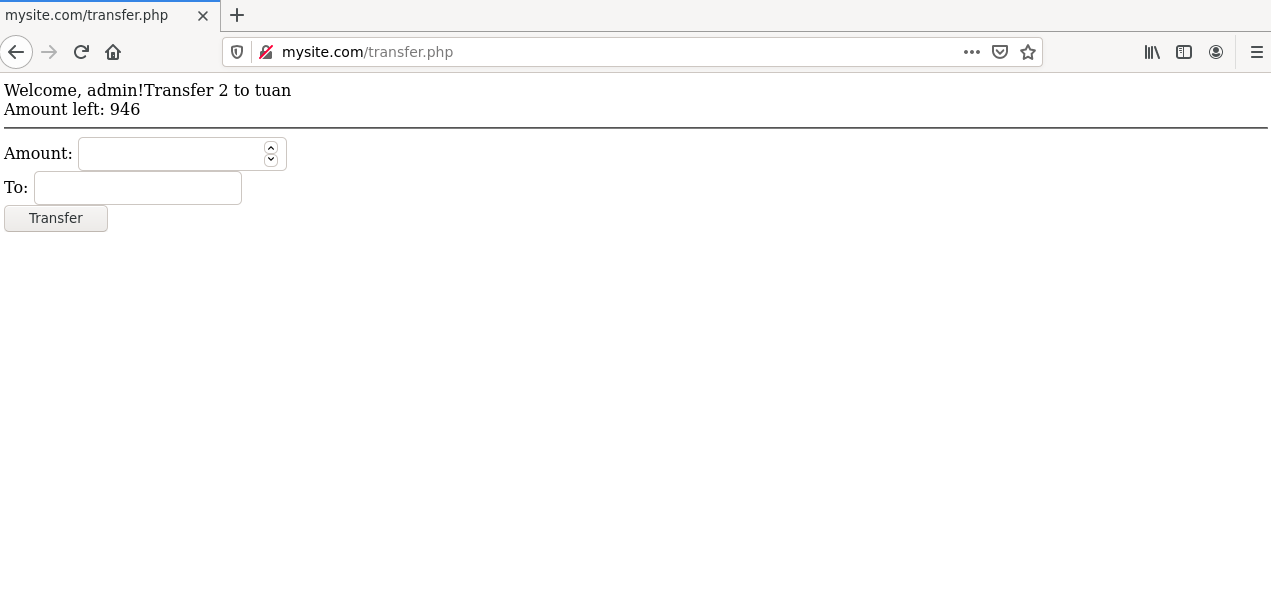 mysite.com/transfer.php
mysite.com/transfer.php
Welcome, admin!Transfer 2 to tuan
Amount left: 946
Amount:
To:
Transfer